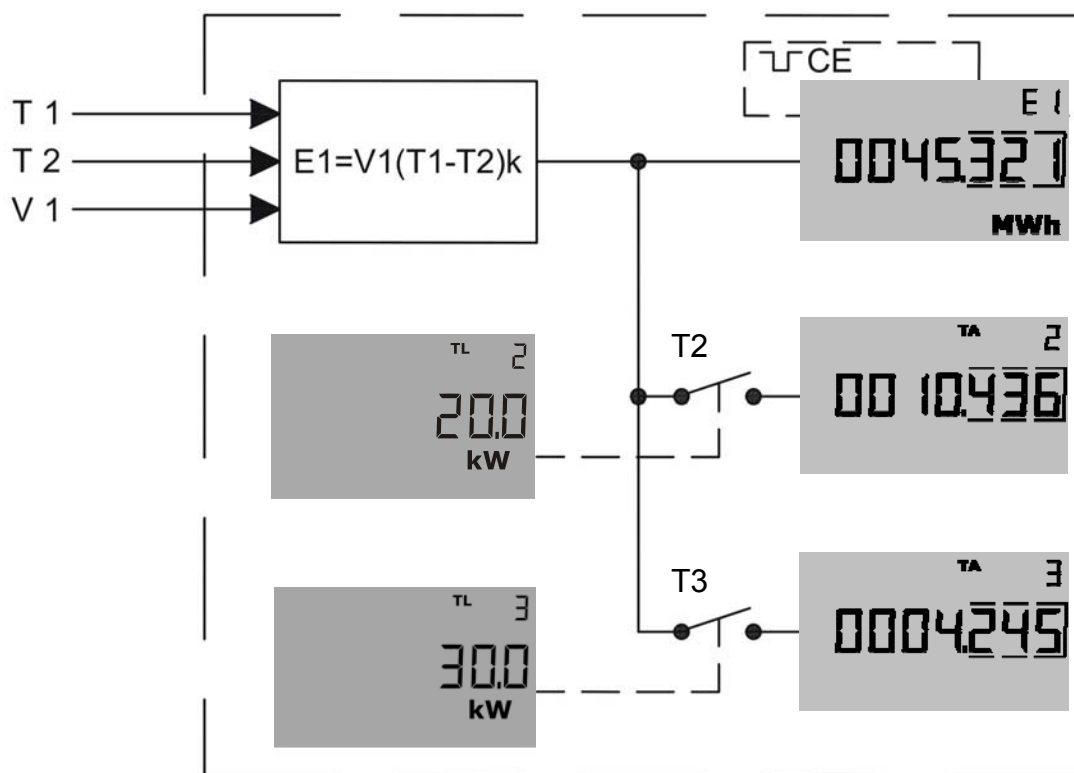 CE
T 1
T 2
V 1
E1=V1(T1-T2)k
E1
0045.321
MWh
TL 2
20.0
kW
T2
TA 2
0010.436
TL 3
30.0
kW
T3
TA 3
0004.245